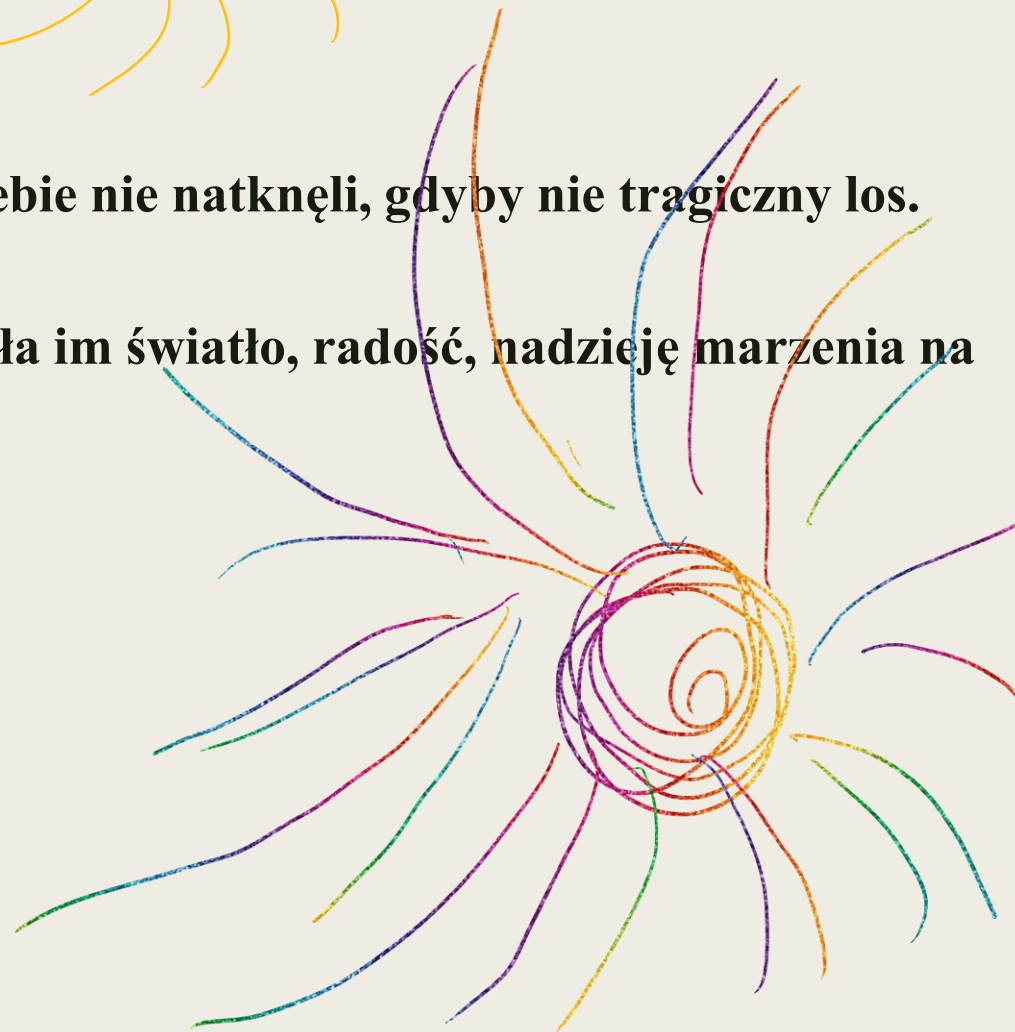 ebie nie natknęli, gdyby nie tragiczny los.
ła im światło, radość, nadzieję marzenia na